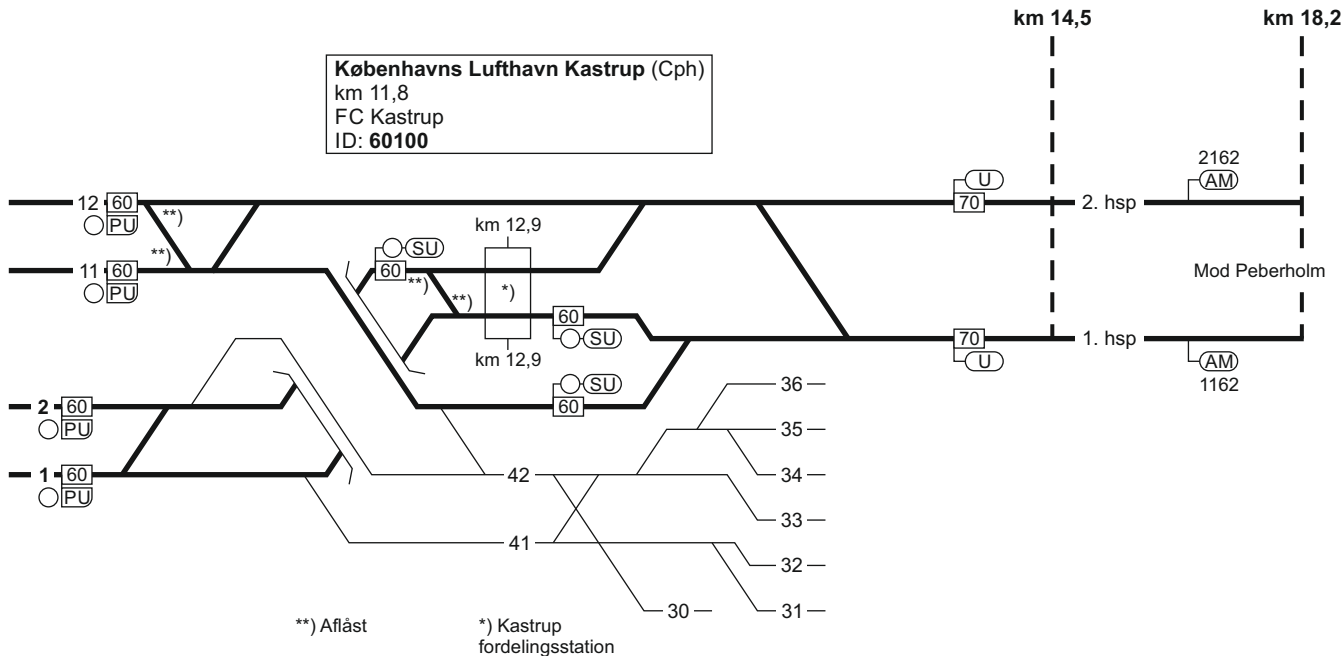 km 14,5
km 18,2
Københavns Lufthavn Kastrup (Cph)
km 11,8
FC Kastrup
ID: 60100
2162
AM
U
12
60
PU
70
2. hsp
**)
km 12,9
SU
11
60
PU
**)
60
**)
**)
*)
Mod Peberholm
60
SU
km 12,9
70
1. hsp
U
AM
1162
SU
60
36
2
60
PU
35
1
60
PU
42
34
33
41
32
30
31
**) Aflåst
*) Kastrup
fordelingsstation